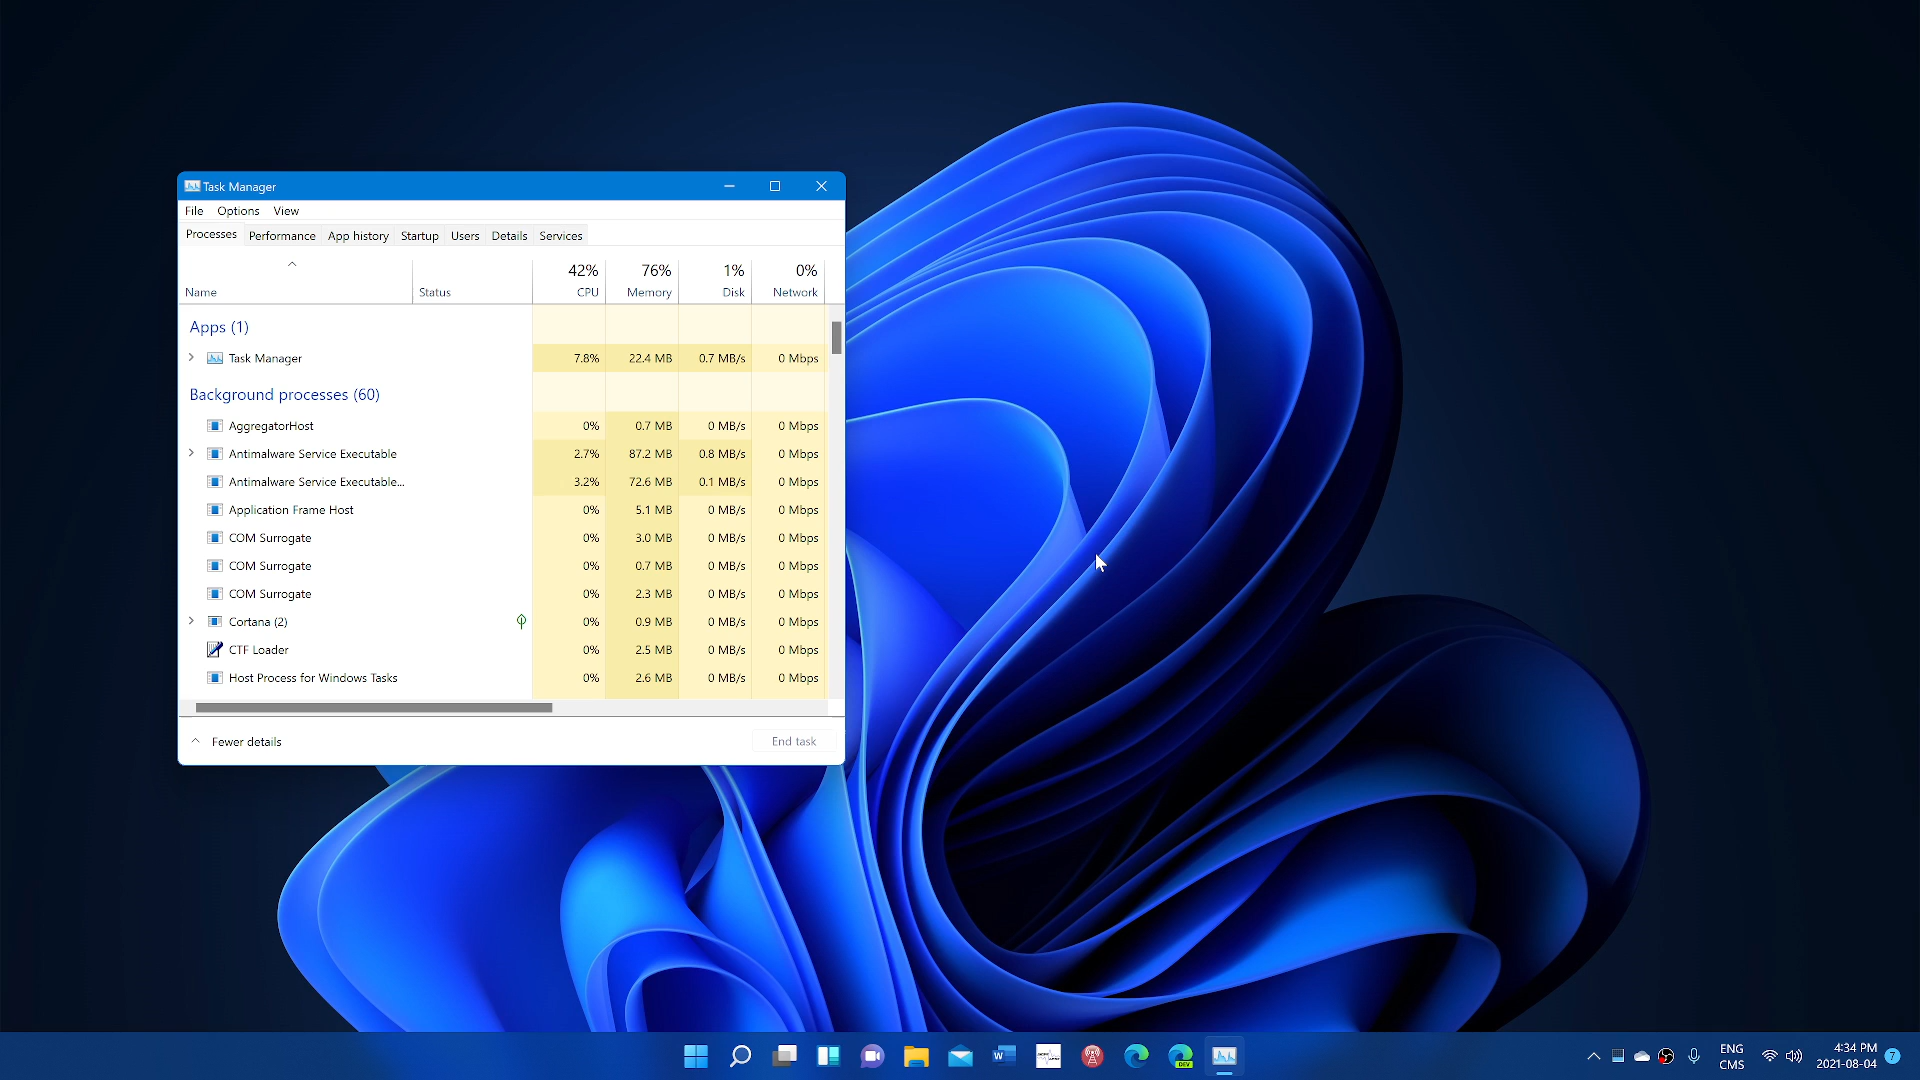 Task Manager
File Options View
Processes Performance App history Startup Users Details Services
42% 76% 1% 0%
Name Status CPU Memory Disk Network
Apps (1)
Task Manager 7.8% 22.4 MB 0.7 MB/s 0 Mbps
Background processes (60)
AggregatorHost 0% 0.7 MB 0 MB/s 0 Mbps
Antimalware Service Executable 2.7% 87.2 MB 0.8 MB/s 0 Mbps
Antimalware Service Executable... 3.2% 72.6 MB 0.1 MB/s 0 Mbps
Application Frame Host 0% 5.1 MB 0 MB/s 0 Mbps
COM Surrogate 0% 3.0 MB 0 MB/s 0 Mbps
COM Surrogate 0% 0.7 MB 0 MB/s 0 Mbps
COM Surrogate 0% 2.3 MB 0 MB/s 0 Mbps
Cortana (2) 0% 0.9 MB 0 MB/s 0 Mbps
CTF Loader 0% 2.5 MB 0 MB/s 0 Mbps
Host Process for Windows Tasks 0% 2.6 MB 0 MB/s 0 Mbps
Fewer details End task
W DEV
ENG 4:34 PM
CMS 2021-08-04 7